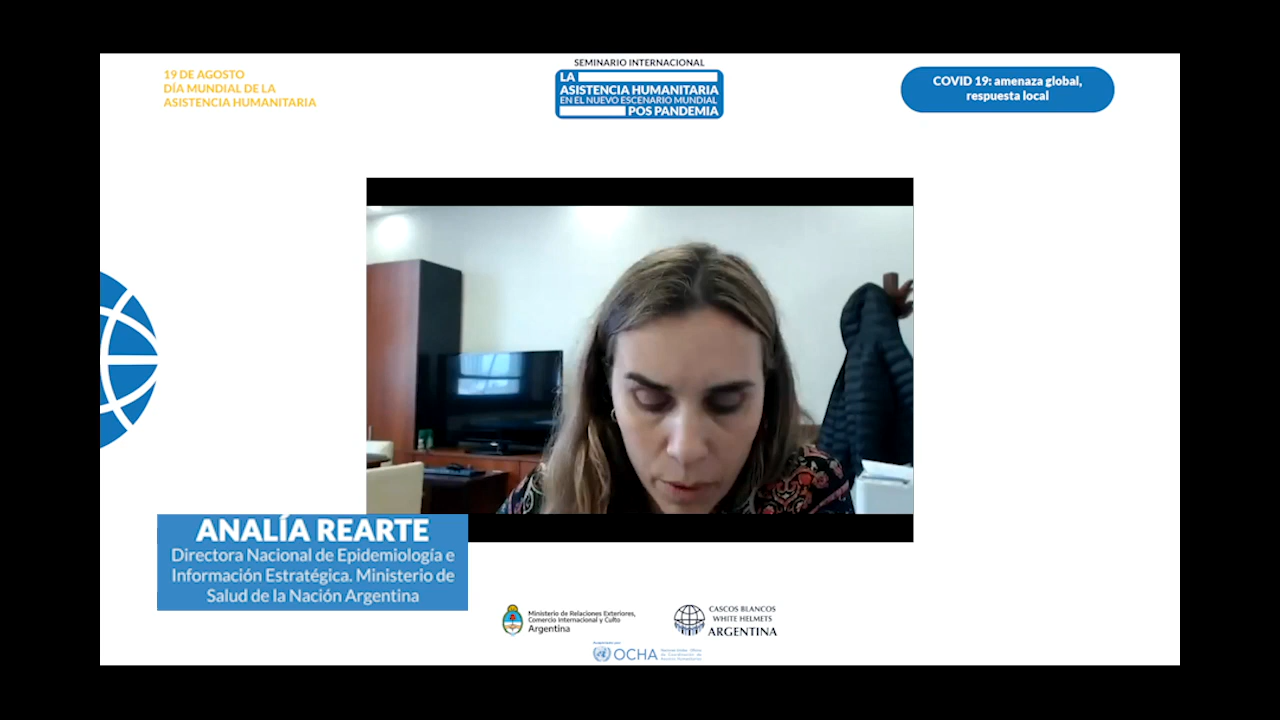 19 DE AGOSTO
DÍA MUNDIAL DE LA
ASISTENCIA HUMANITARIA
SEMINARIO INTERNACIONAL
LA
ASISTENCIA HUMANITARIA
EN EL NUEVO ESCENARIO MUNDIAL
POS PANDEMIA
COVID 19: amenaza global,
respuesta local
ANALÍA REARTE
Directora Nacional de Epidemiología e
Información Estratégica. Ministerio de
Salud de la Nación Argentina
Ministerio de Relaciones Exteriores,
Comercio Internacional y Culto
Argentina
CASCOS BLANCOS
WHITE HELMETS
ARGENTINA
OCHA